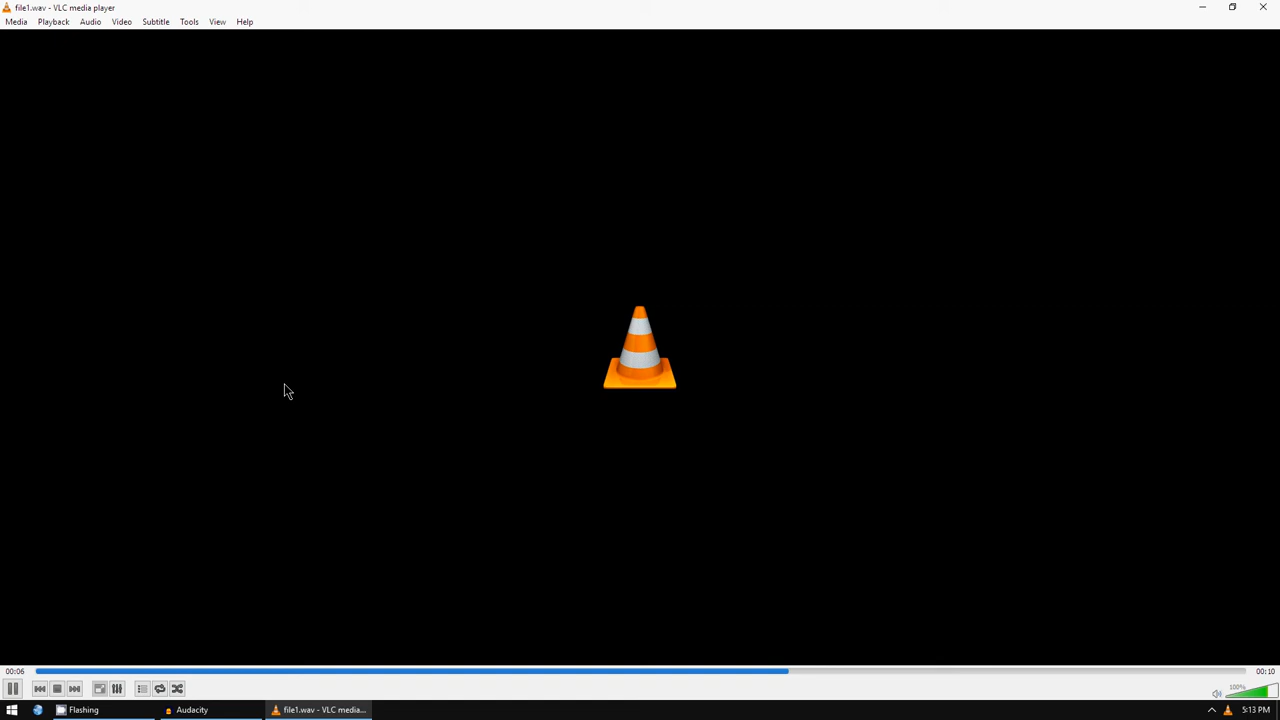 file1.wav - VLC media player
Media Playback Audio Video Subtitle Tools View Help
00:06 00:10
100%
Flashing Audacity file1.wav - VLC media... 5:13 PM